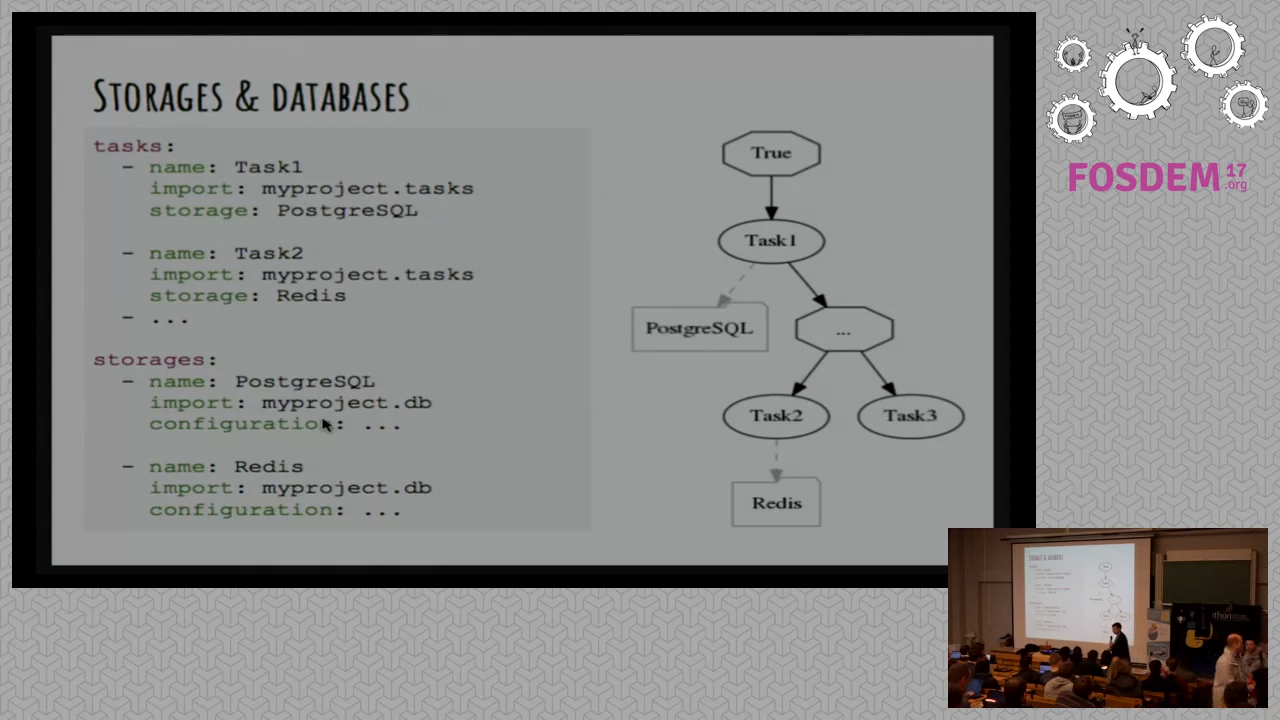 STORAGES & DATABASES
tasks:
- name: Task1
import: myproject.tasks
storage: PostgreSQL
- name: Task2
import: myproject.tasks
storage: Redis
- ...
storages:
- name: PostgreSQL
import: myproject.db
configuration: ...
- name: Redis
import: myproject.db
configuration: ...
True
Task1
PostgreSQL
...
Task2
Task3
Redis
FOSDEM 17
.org
STORAGES & DATABASES